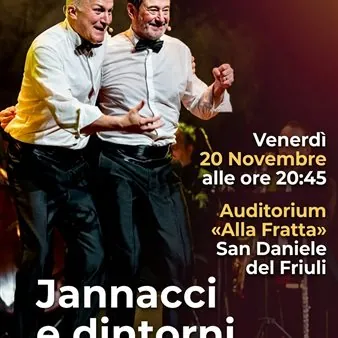 Venerdì
20 Novembre
alle ore 20:45
Auditorium
«Alla Fratta»
San Daniele
del Friuli
Jannacci
e dintorni